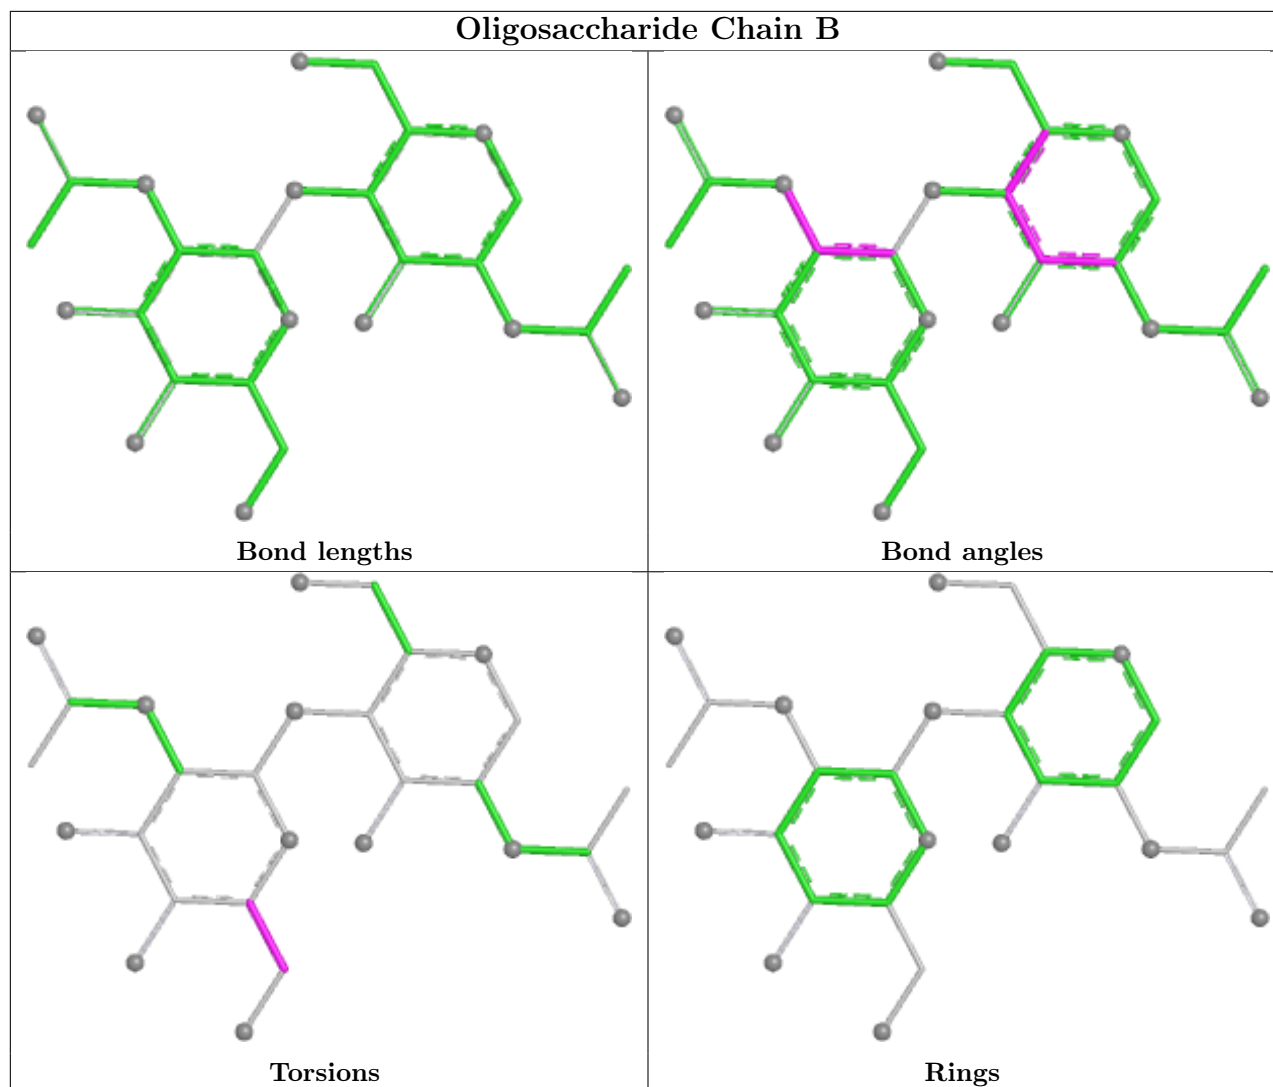 Oligosaccharide Chain B
Bond lengths
Bond angles
Torsions
Rings